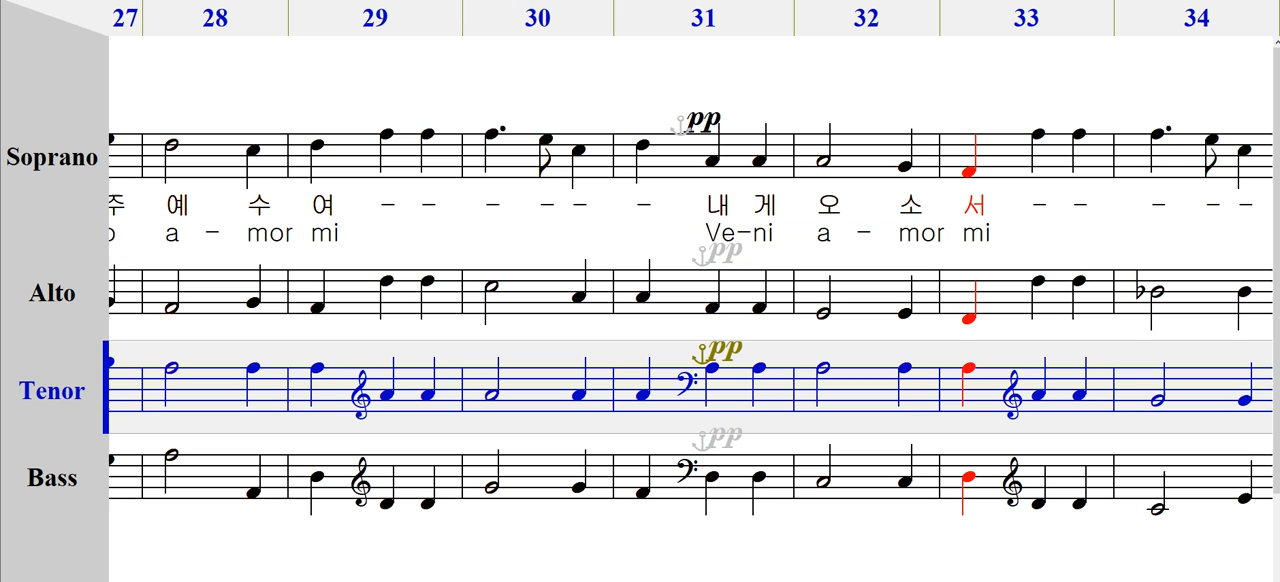 27 28 29 30 31 32 33 34
pp
Soprano
주 예 수 여 - - - - - 내 게 오 소 서 - - - - -
a - mor mi Ve-ni a - mor mi
pp
Alto
pp
Tenor
pp
Bass